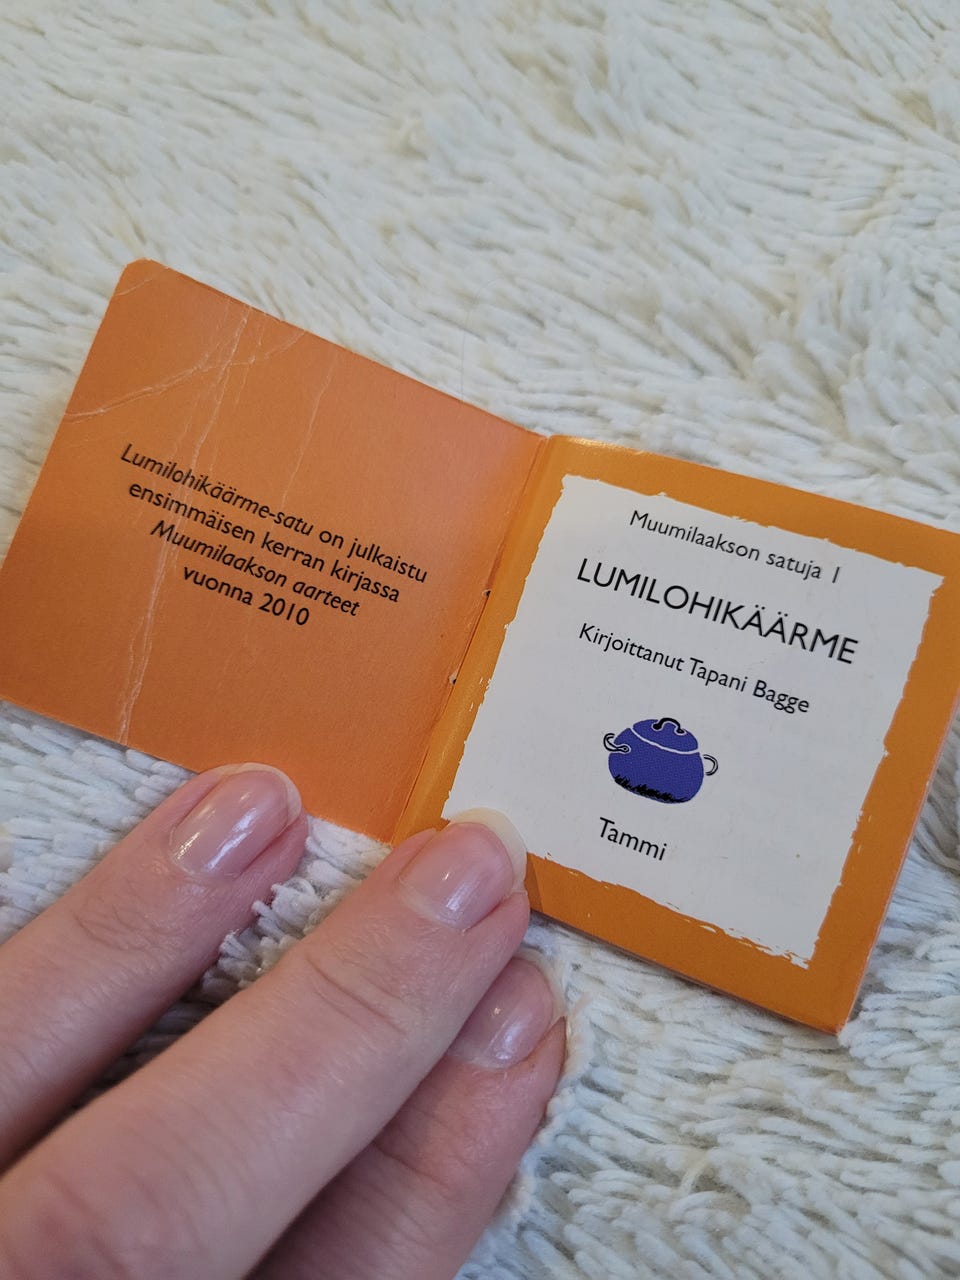 Lumilohikäärme-satu on julkaistu
ensimmäisen kerran kirjassa
Muumilaakson aarteet
vuonna 2010
Muumilaakson satuja 1
LUMILOHIKÄÄRME
Kirjoittanut Tapani Bagge
Tammi